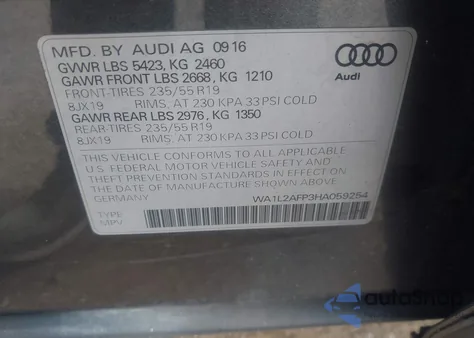 MFD. BY AUDI AG 09 16
GVWR LBS 5423, KG 2460
GAWR FRONT LBS 2668, KG 1210
FRONT-TIRES 235/55 R19
8JX19 RIMS, AT 230 KPA 33 PSI COLD
GAWR REAR LBS 2976, KG 1350
REAR-TIRES 235/55 R19
8JX19 RIMS, AT 230 KPA 33 PSI COLD
Audi
THIS VEHICLE CONFORMS TO ALL APPLICABLE
U.S. FEDERAL MOTOR VEHICLE SAFETY AND
THEFT PREVENTION STANDARDS IN EFFECT ON
THE DATE OF MANUFACTURE SHOWN ABOVE
GERMANY
WA1L2AFP3HA059254
TYPE:
MPV
autoSnap